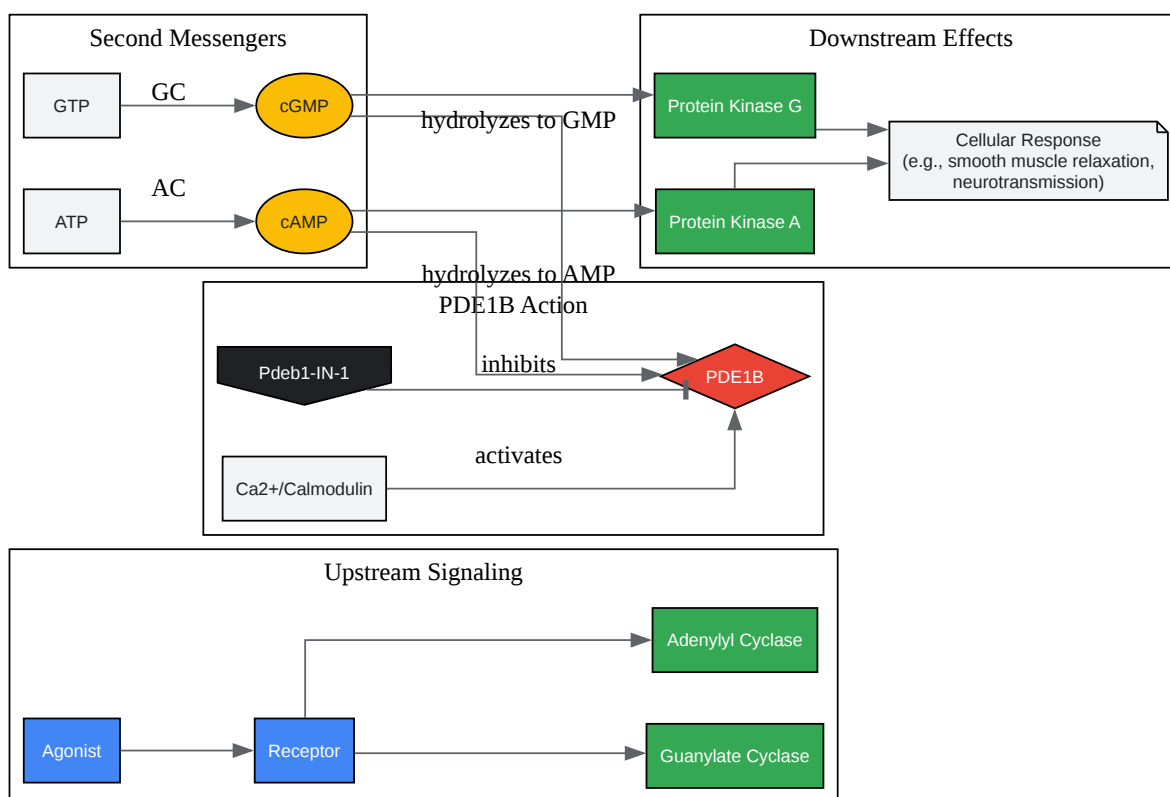 Second Messengers
GTP
GC
cGMP
ATP
AC
cAMP
hydrolyzes to GMP
hydrolyzes to AMP
Downstream Effects
Protein Kinase G
Protein Kinase A
Cellular Response
(e.g., smooth muscle relaxation,
neurotransmission)
PDE1B Action
Pdeb1-IN-1
inhibits
PDE1B
Ca2+/Calmodulin
activates
Upstream Signaling
Adenylyl Cyclase
Agonist
Receptor
Guanylate Cyclase